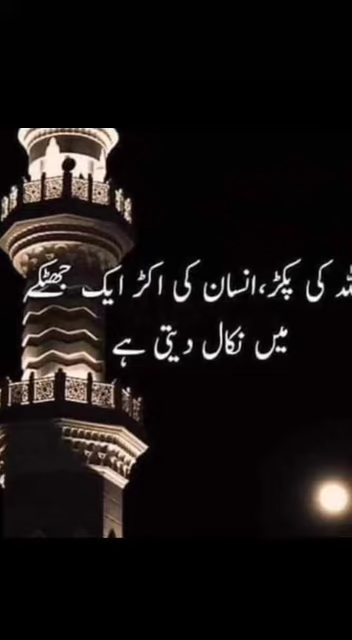 کی پکڑ،انسان کی اکڑ ایک جھٹکے
میں نکال دیتی ہے